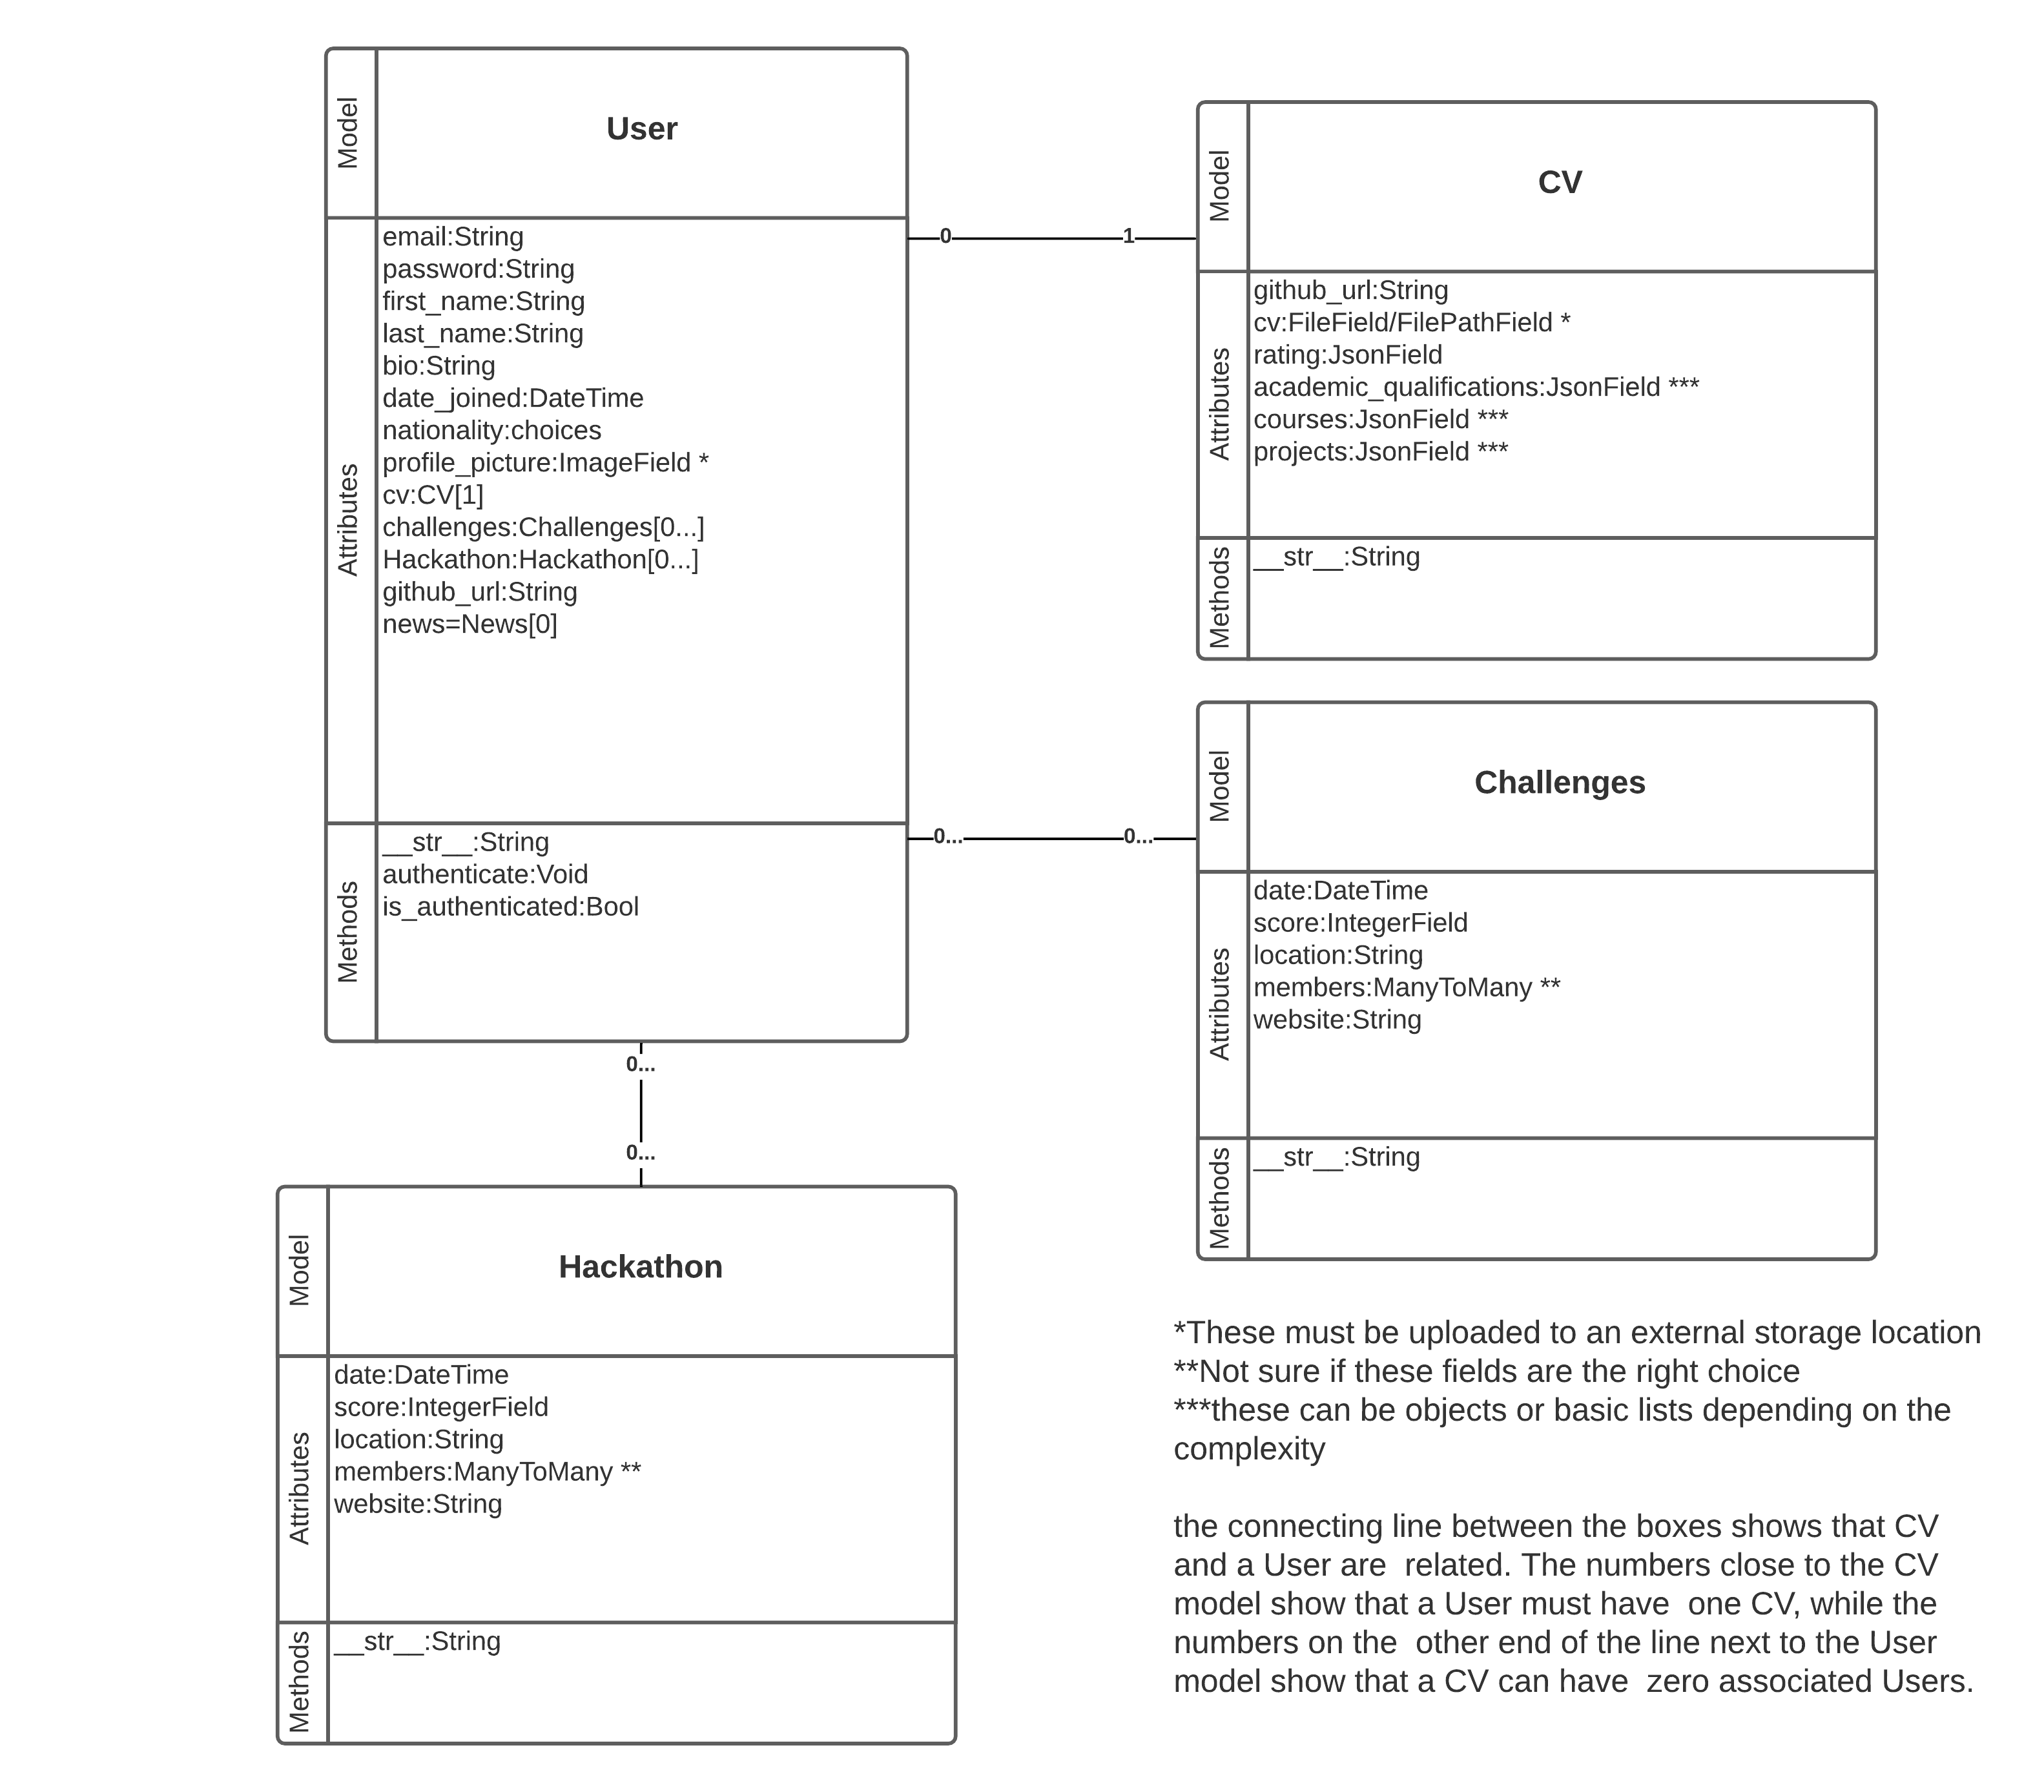 Model
User
Attributes
email:String
password:String
first_name:String
last_name:String
bio:String
date_joined:DateTime
nationality:choices
profile_picture:ImageField *
cv:CV[1]
challenges:Challenges[0...]
Hackathon:Hackathon[0...]
github_url:String
news=News[0]
Methods
__str__:String
authenticate:Void
is_authenticated:Bool
0
1
Model
CV
Attributes
github_url:String
cv:FileField/FilePathField *
rating:JsonField
academic_qualifications:JsonField ***
courses:JsonField ***
projects:JsonField ***
Methods
__str__:String
0...
0...
Model
Challenges
Attributes
date:DateTime
score:IntegerField
location:String
members:ManyToMany **
website:String
Methods
__str__:String
0...
0...
Model
Hackathon
Attributes
date:DateTime
score:IntegerField
location:String
members:ManyToMany **
website:String
Methods
__str__:String
*These must be uploaded to an external storage location
**Not sure if these fields are the right choice
***these can be objects or basic lists depending on the
complexity
the connecting line between the boxes shows that CV
and a User are  related. The numbers close to the CV
model show that a User must have  one CV, while the
numbers on the  other end of the line next to the User
model show that a CV can have  zero associated Users.